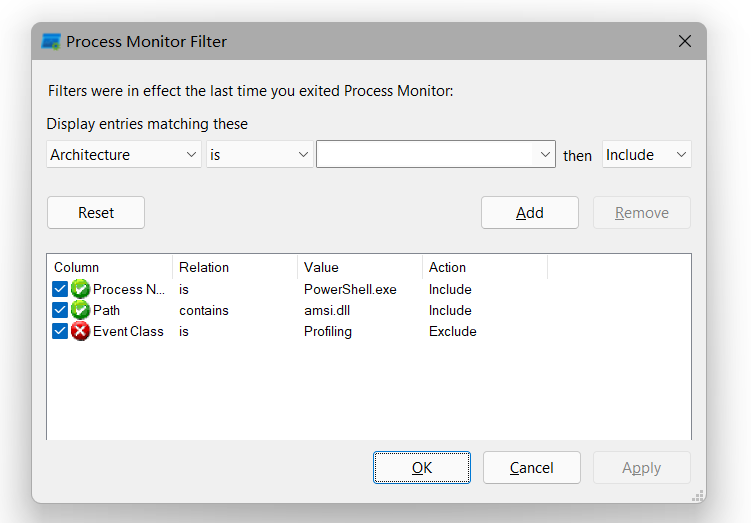 Process Monitor Filter
Filters were in effect the last time you exited Process Monitor:
Display entries matching these
Architecture is then Include
Reset Add Remove
Column Relation Value Action
Process N... is PowerShell.exe Include
Path contains amsi.dll Include
Event Class is Profiling Exclude
OK Cancel Apply